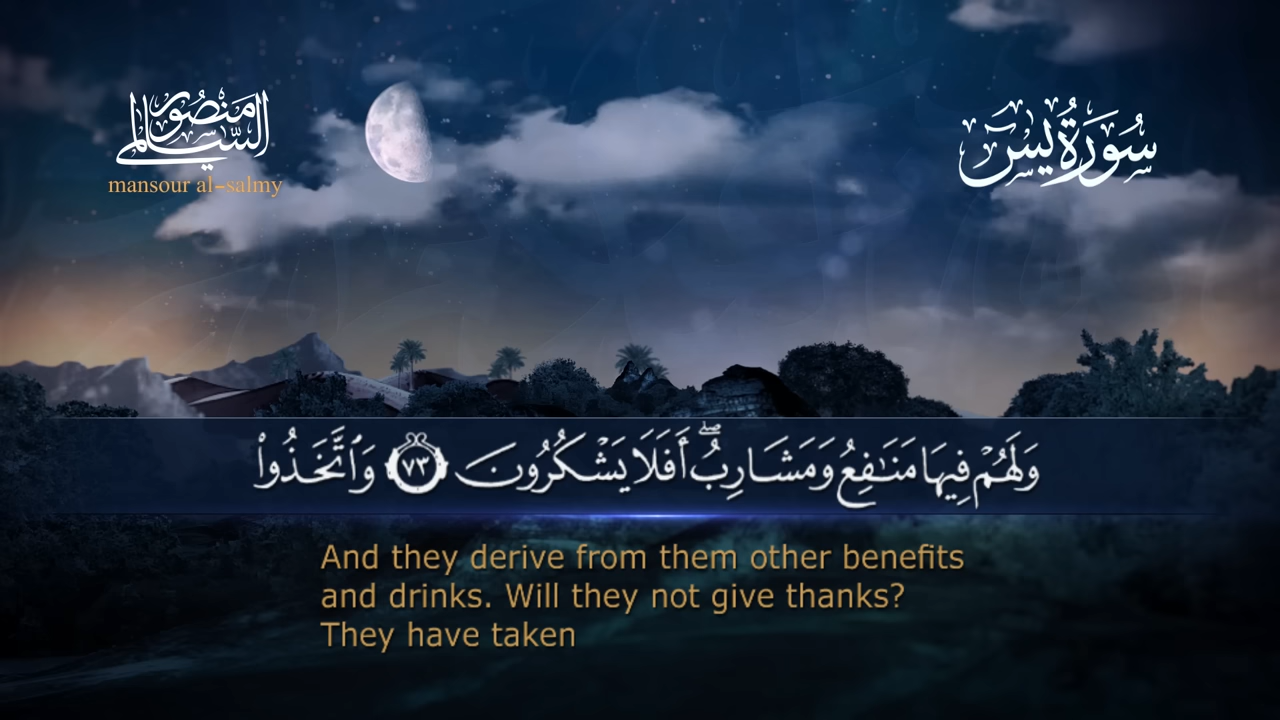 منصور السالمي
mansour al-salmy
سُورَةُ يسٓ
وَلَهُمْ فِيهَا مَنَـٰفِعُ وَمَشَارِبُ ۖ أَفَلَا يَشْكُرُونَ ٧٣ وَٱتَّخَذُوا۟
And they derive from them other benefits
and drinks. Will they not give thanks?
They have taken